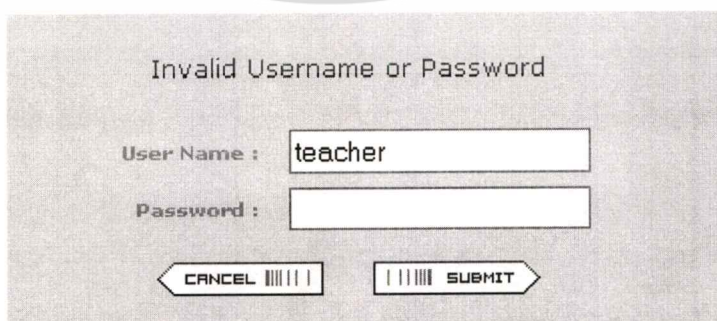 Invalid Username or Password
User Name : teacher
Password :
CANCEL SUBMIT